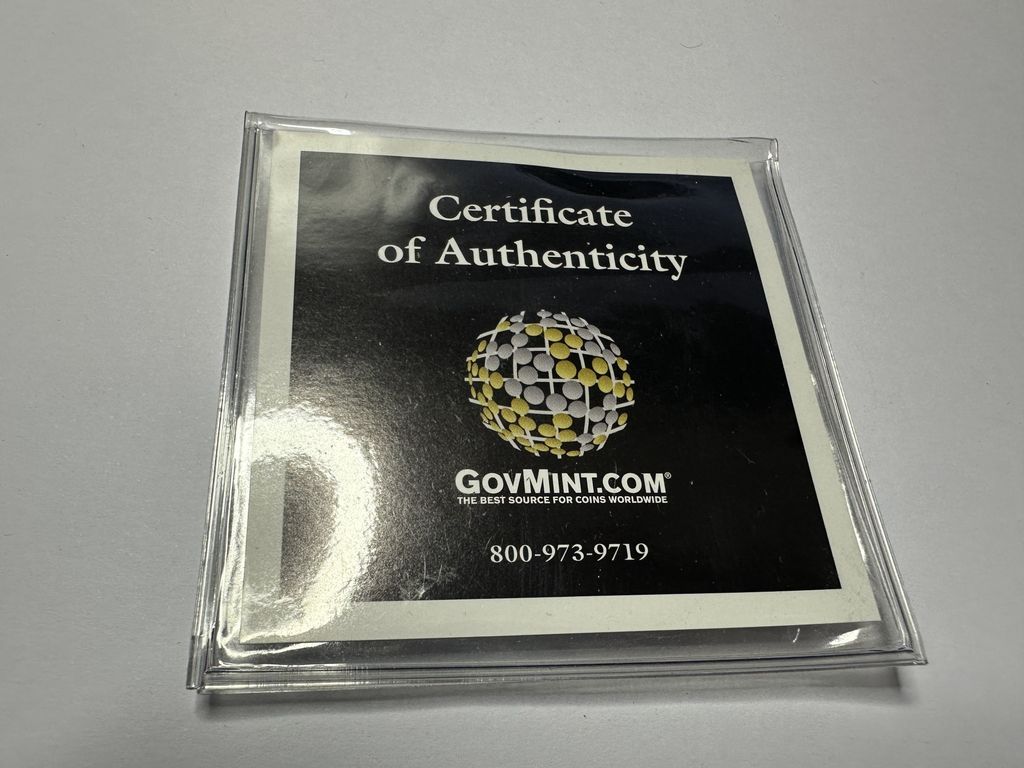 Certificate
of Authenticity
GOVMINT.COM®
THE BEST SOURCE FOR COINS WORLDWIDE
800-973-9719